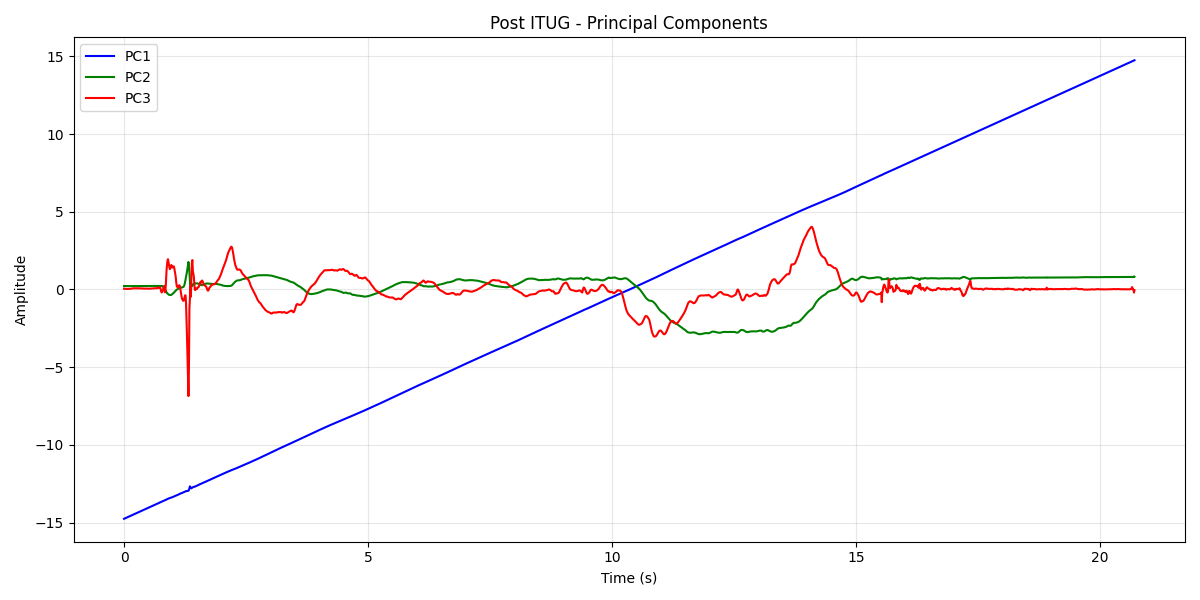 Post ITUG - Principal Components
PC1
PC2
PC3
15
10
5
0
−5
−10
−15
Amplitude
0 5 10 15 20
Time (s)